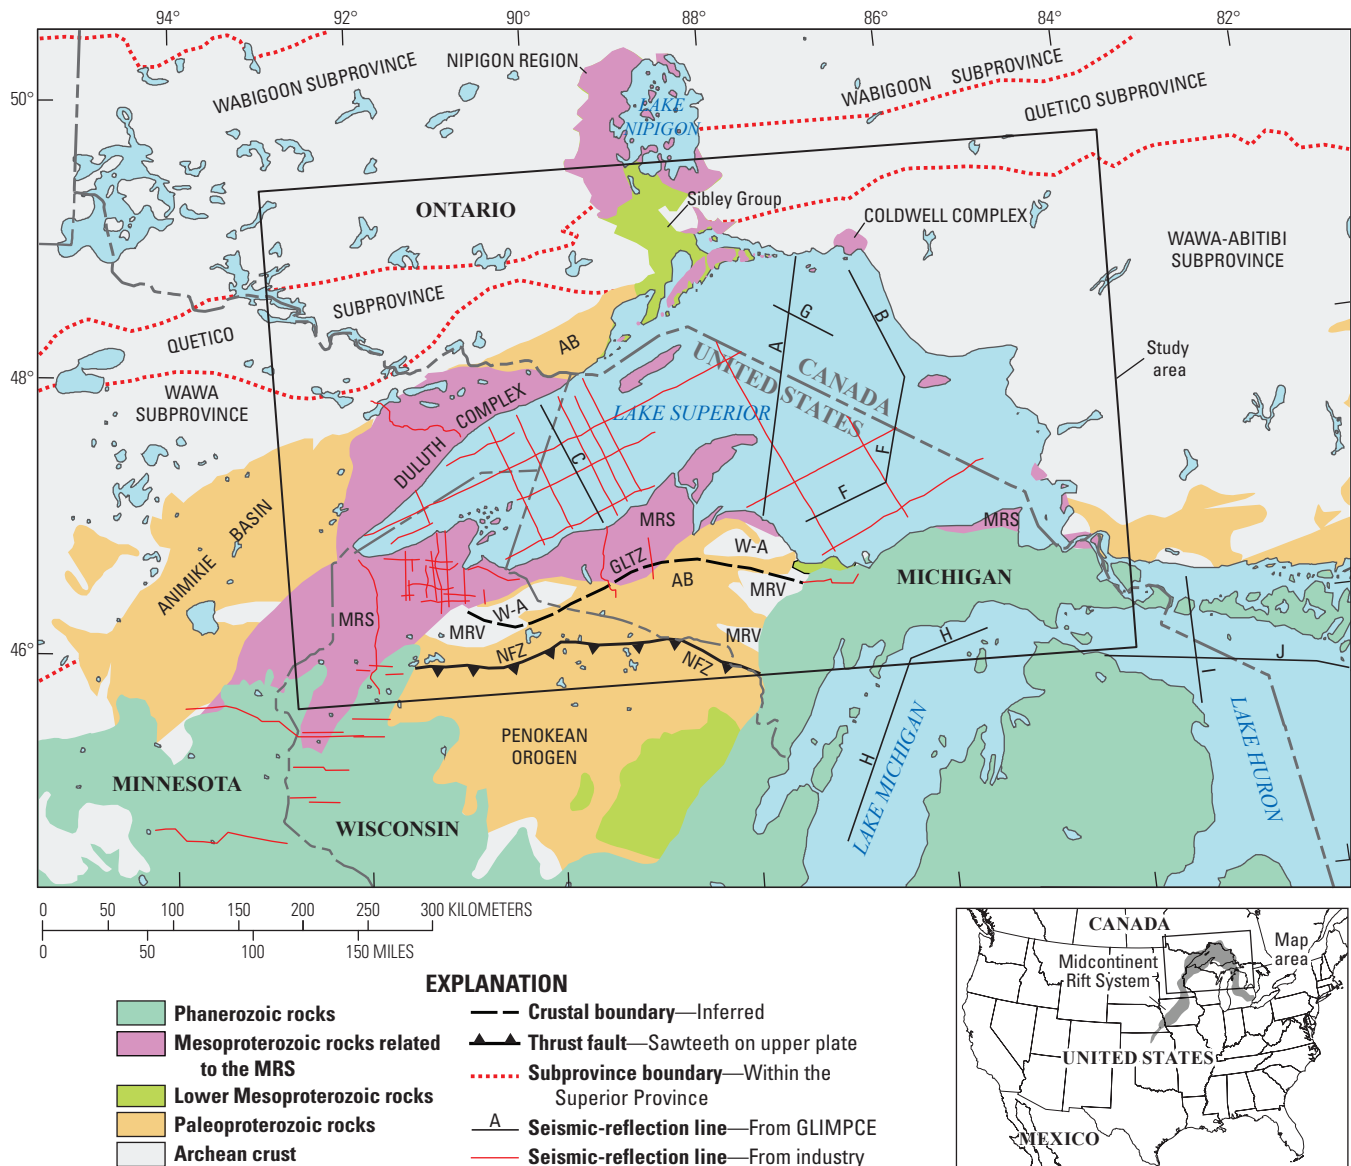 94°
92°
90°
88°
86°
84°
82°
50°
48°
46°
NIPIGON REGION
WABIGOON SUBPROVINCE
LAKE
NIPIGON
WABIGOON SUBPROVINCE
QUETICO SUBPROVINCE
ONTARIO
Sibley Group
COLDWELL COMPLEX
WAWA-ABITIBI
SUBPROVINCE
QUETICO SUBPROVINCE
WAWA
SUBPROVINCE
AB
A
G
B
CANADA
UNITED STATES
Study
area
DULUTH COMPLEX
LAKE SUPERIOR
C
F
F
ANIMIKIE BASIN
MRS
MRS
W-A
GLTZ
AB
MRV
MICHIGAN
MRS
W-A
MRV
MRV
NFZ
NFZ
H
H
I
J
PENOKEAN
OROGEN
LAKE MICHIGAN
LAKE HURON
MINNESOTA
WISCONSIN
0 50 100 150 200 250 300 KILOMETERS
0 50 100 150 MILES
EXPLANATION
Phanerozoic rocks
Mesoproterozoic rocks related
to the MRS
Lower Mesoproterozoic rocks
Paleoproterozoic rocks
Archean crust
Crustal boundary—Inferred
Thrust fault—Sawteeth on upper plate
Subprovince boundary—Within the
Superior Province
A
Seismic-reflection line—From GLIMPCE
Seismic-reflection line—From industry
CANADA
Midcontinent
Rift System
Map
area
UNITED STATES
MEXICO